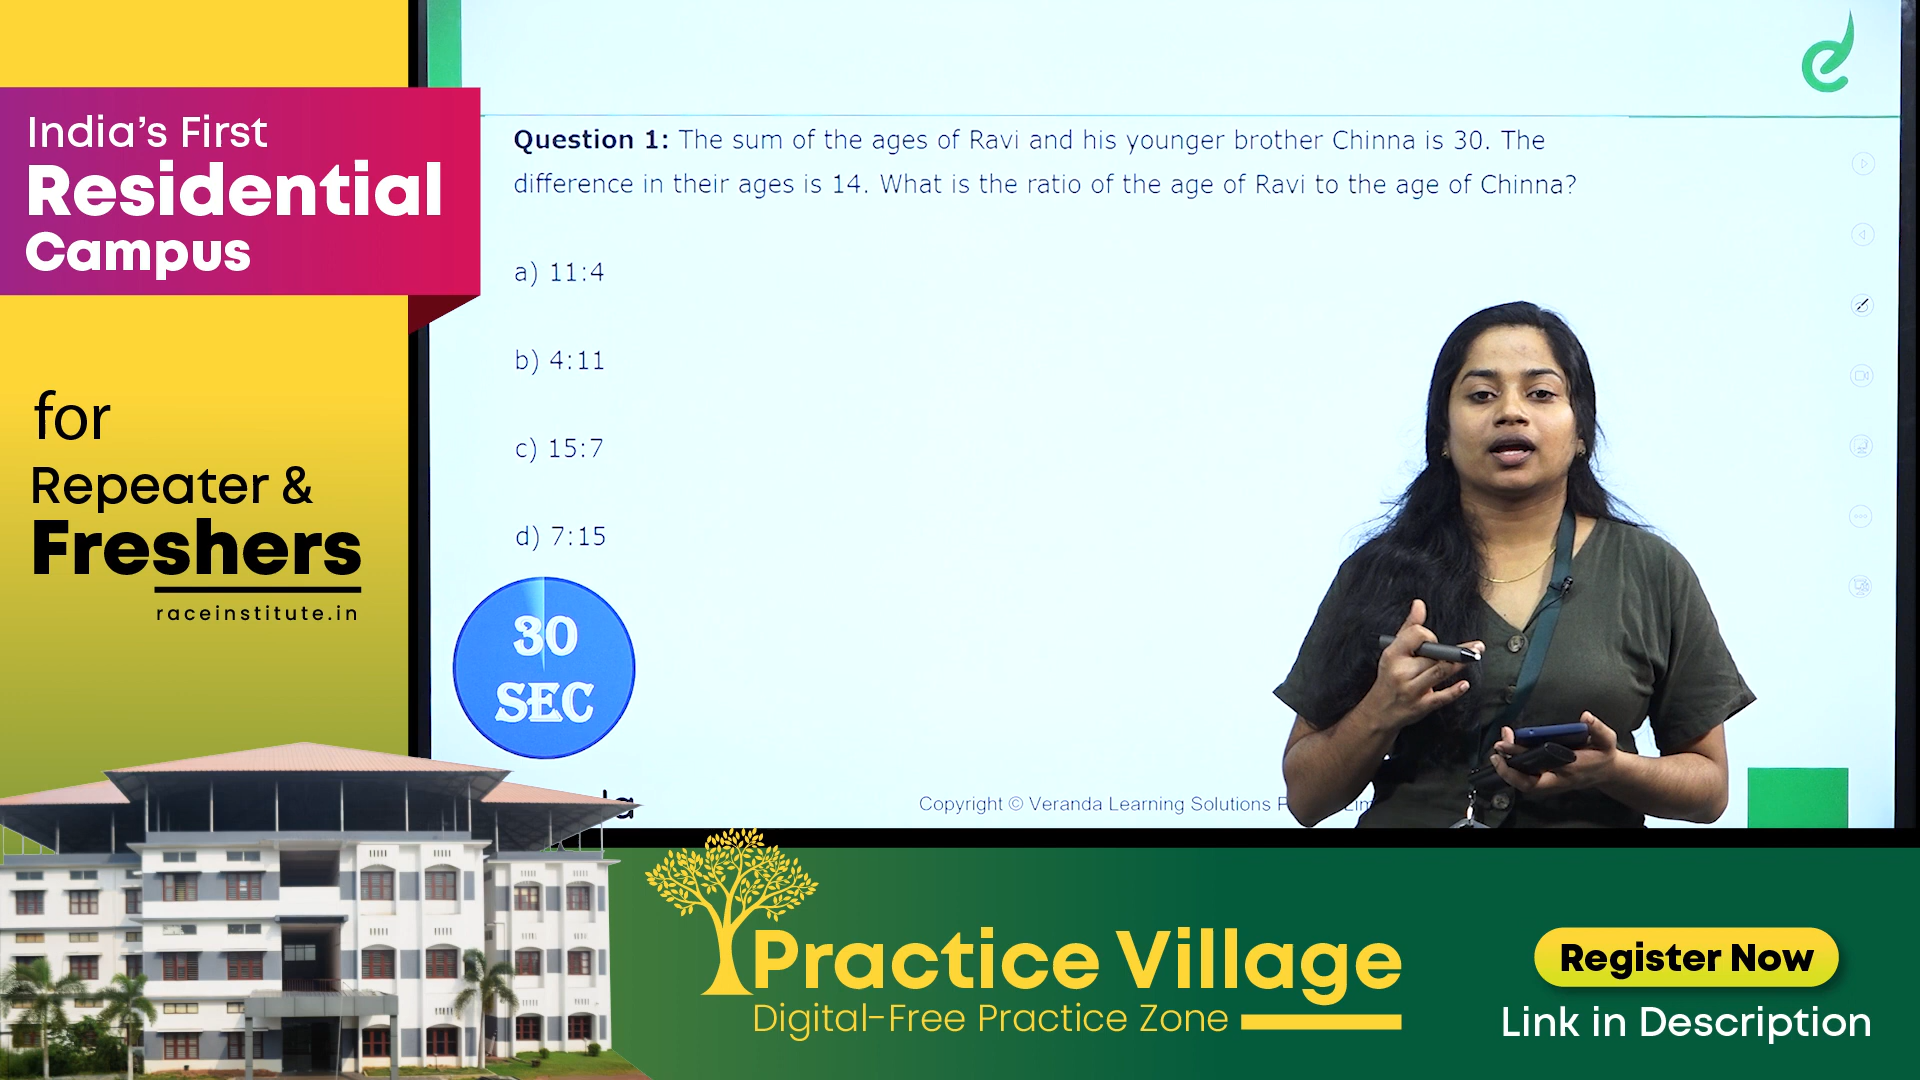 India's First
Residential
Campus
for
Repeater &
Freshers
raceinstitute.in
Question 1: The sum of the ages of Ravi and his younger brother Chinna is 30. The
difference in their ages is 14. What is the ratio of the age of Ravi to the age of Chinna?
a) 11:4
b) 4:11
c) 15:7
d) 7:15
30
SEC
Copyright © Veranda Learning Solutions
Practice Village
Digital-Free Practice Zone
Register Now
Link in Description